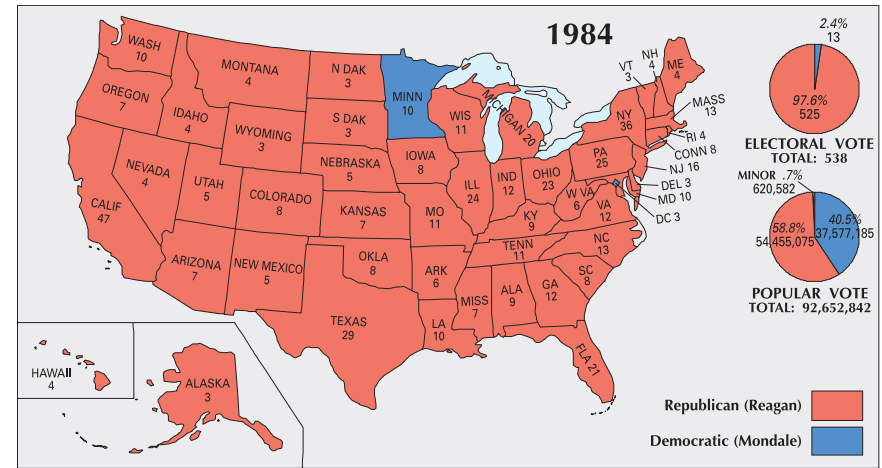 1984
WASH
10
OREGON
7
CALIF
47
NEVADA
4
IDAHO
4
MONTANA
4
WYOMING
3
UTAH
5
COLORADO
8
ARIZONA
7
NEW MEXICO
5
N DAK
3
S DAK
3
NEBRASKA
5
KANSAS
7
OKLA
8
TEXAS
29
MINN
10
IOWA
8
MO
11
ARK
6
LA
10
WIS
11
ILL
24
MICHIGAN 20
IND
12
OHIO
23
KY
9
TENN
11
MISS
7
ALA
9
GA
12
FLA 21
SC
8
NC
13
VA
12
W VA
6
PA
25
NY
36
VT
3
NH
4
ME
4
MASS
13
RI 4
CONN 8
NJ 16
DEL 3
MD 10
DC 3
HAWAII
4
ALASKA
3
2.4%
13
97.6%
525
ELECTORAL VOTE
TOTAL: 538
MINOR .7%
620,582
40.5%
37,577,185
58.8%
54,455,075
POPULAR VOTE
TOTAL: 92,652,842
Republican (Reagan)
Democratic (Mondale)